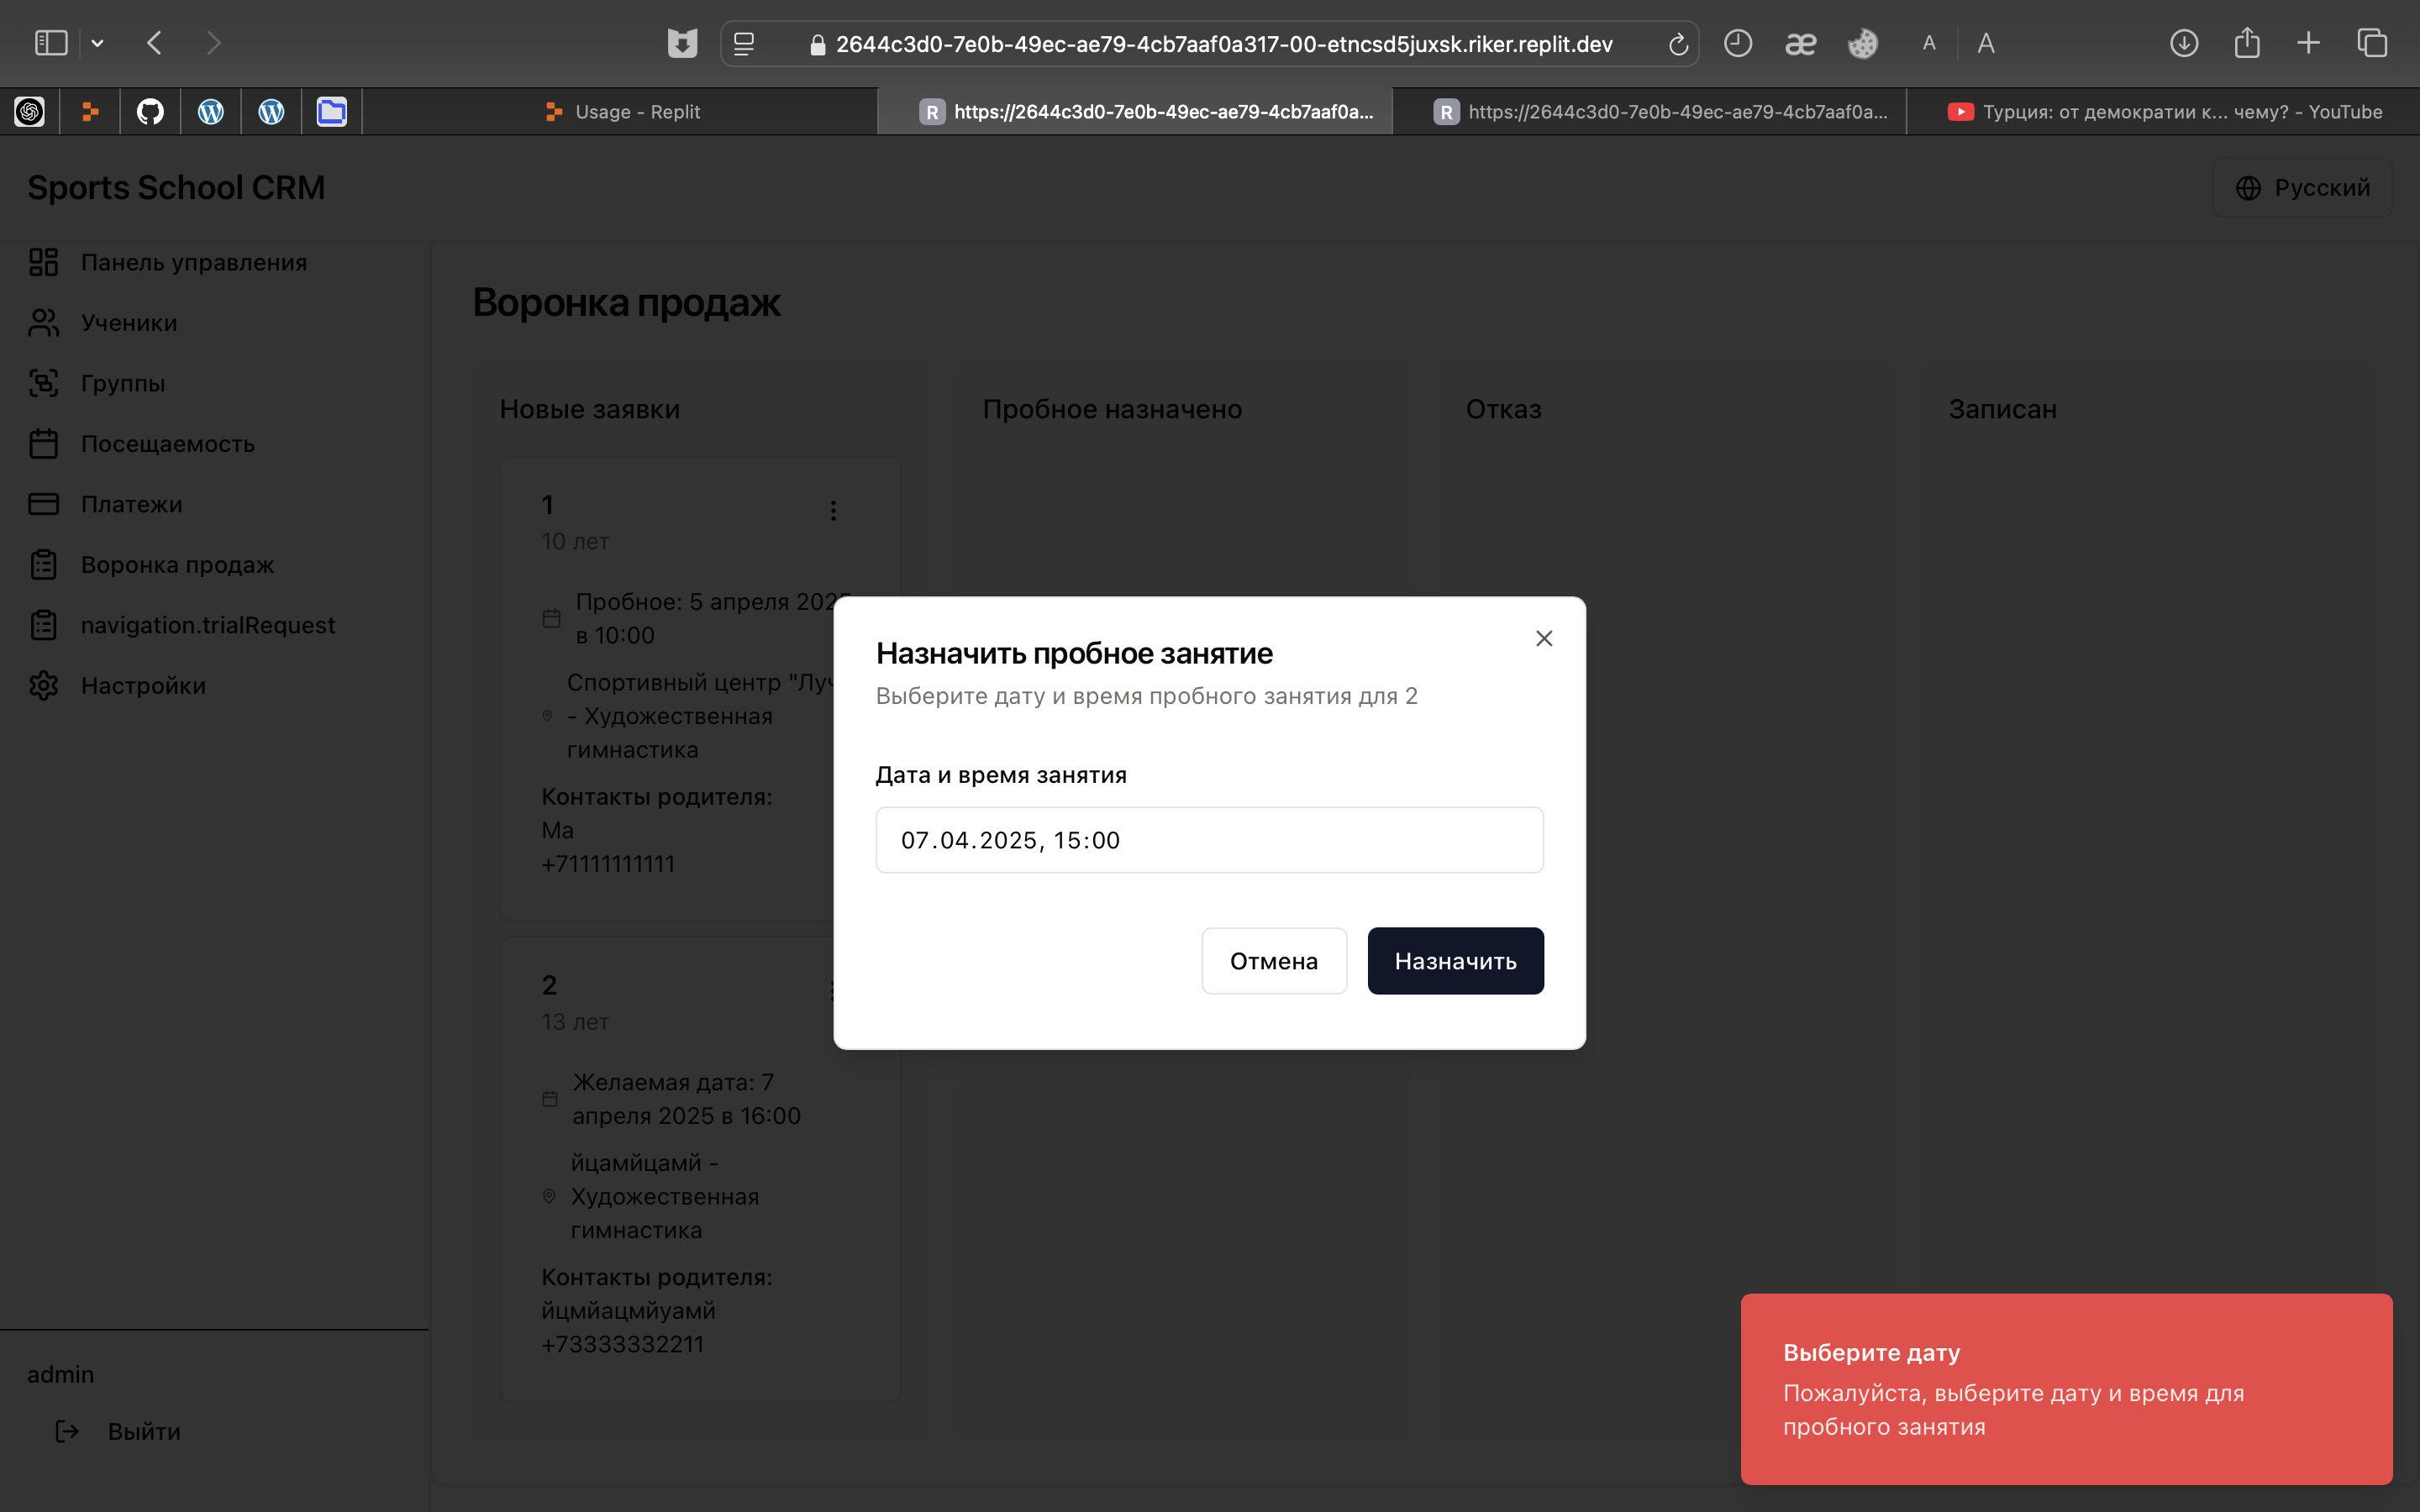 2644c3d0-7e0b-49ec-ae79-4cb7aaf0a317-00-etncsd5juxsk.riker.replit.dev
æ
A
A
Usage - Replit
R
https://2644c3d0-7e0b-49ec-ae79-4cb7aaf0a...
R
https://2644c3d0-7e0b-49ec-ae79-4cb7aaf0a...
Турция: от демократии к... чему? - YouTube
Sports School CRM
Русский
Панель управления
Ученики
Группы
Посещаемость
Платежи
Воронка продаж
navigation.trialRequest
Настройки
admin
Выйти
Воронка продаж
Новые заявки
Пробное назначено
Отказ
Записан
1
10 лет
Пробное: 5 апреля 2025
в 10:00
Спортивный центр "Луч
- Художественная
гимнастика
Контакты родителя:
Ма
+71111111111
2
13 лет
Желаемая дата: 7
апреля 2025 в 16:00
йцамйцамй -
Художественная
гимнастика
Контакты родителя:
йцмйацмйуамй
+73333332211
Назначить пробное занятие
Выберите дату и время пробного занятия для 2
Дата и время занятия
07.04.2025, 15:00
Отмена
Назначить
Выберите дату
Пожалуйста, выберите дату и время для
пробного занятия